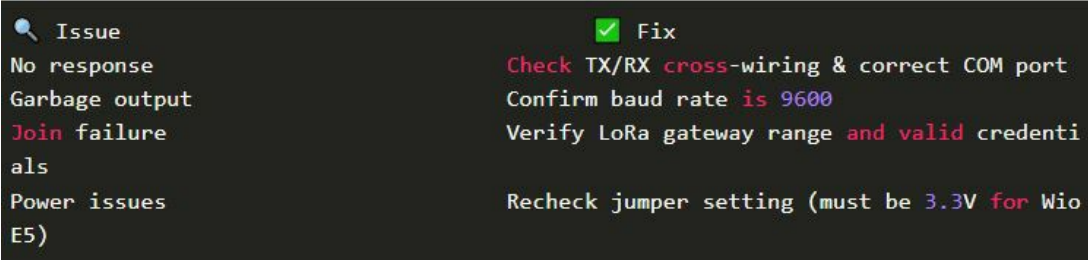 🔍 Issue ✅ Fix
No response Check TX/RX cross-wiring & correct COM port
Garbage output Confirm baud rate is 9600
Join failure Verify LoRa gateway range and valid credenti
als
Power issues Recheck jumper setting (must be 3.3V for Wio
E5)